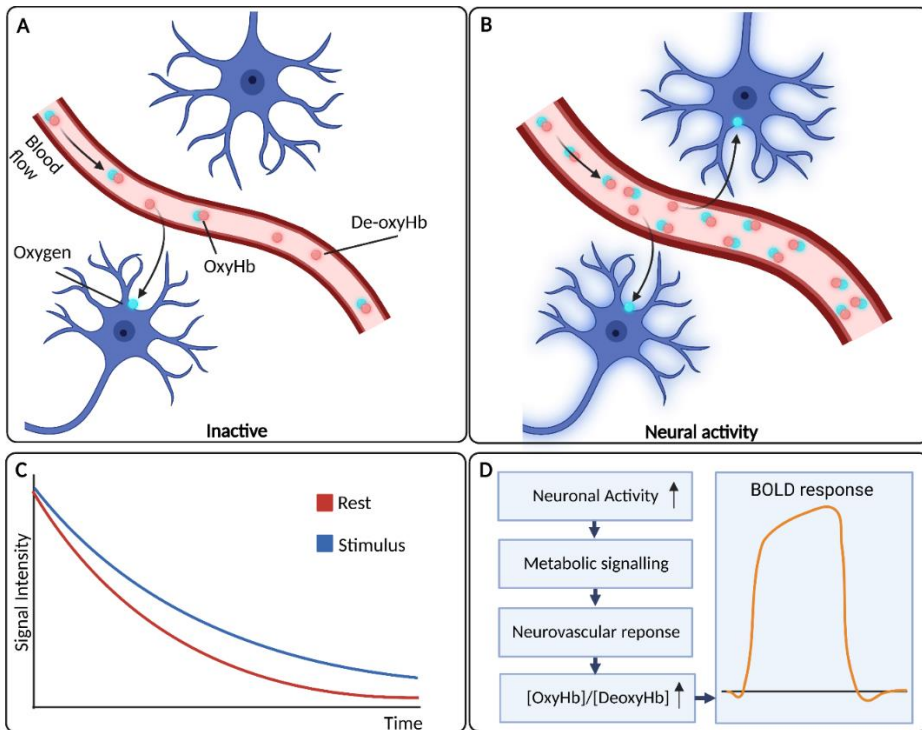 A
Blood
flow
De-oxyHb
Oxygen
OxyHb
Inactive
B
Neural activity
C
Rest
Stimulus
Signal Intensity
Time
D
Neuronal Activity
Metabolic signalling
Neurovascular reponse
[OxyHb]/[DeoxyHb]
BOLD response